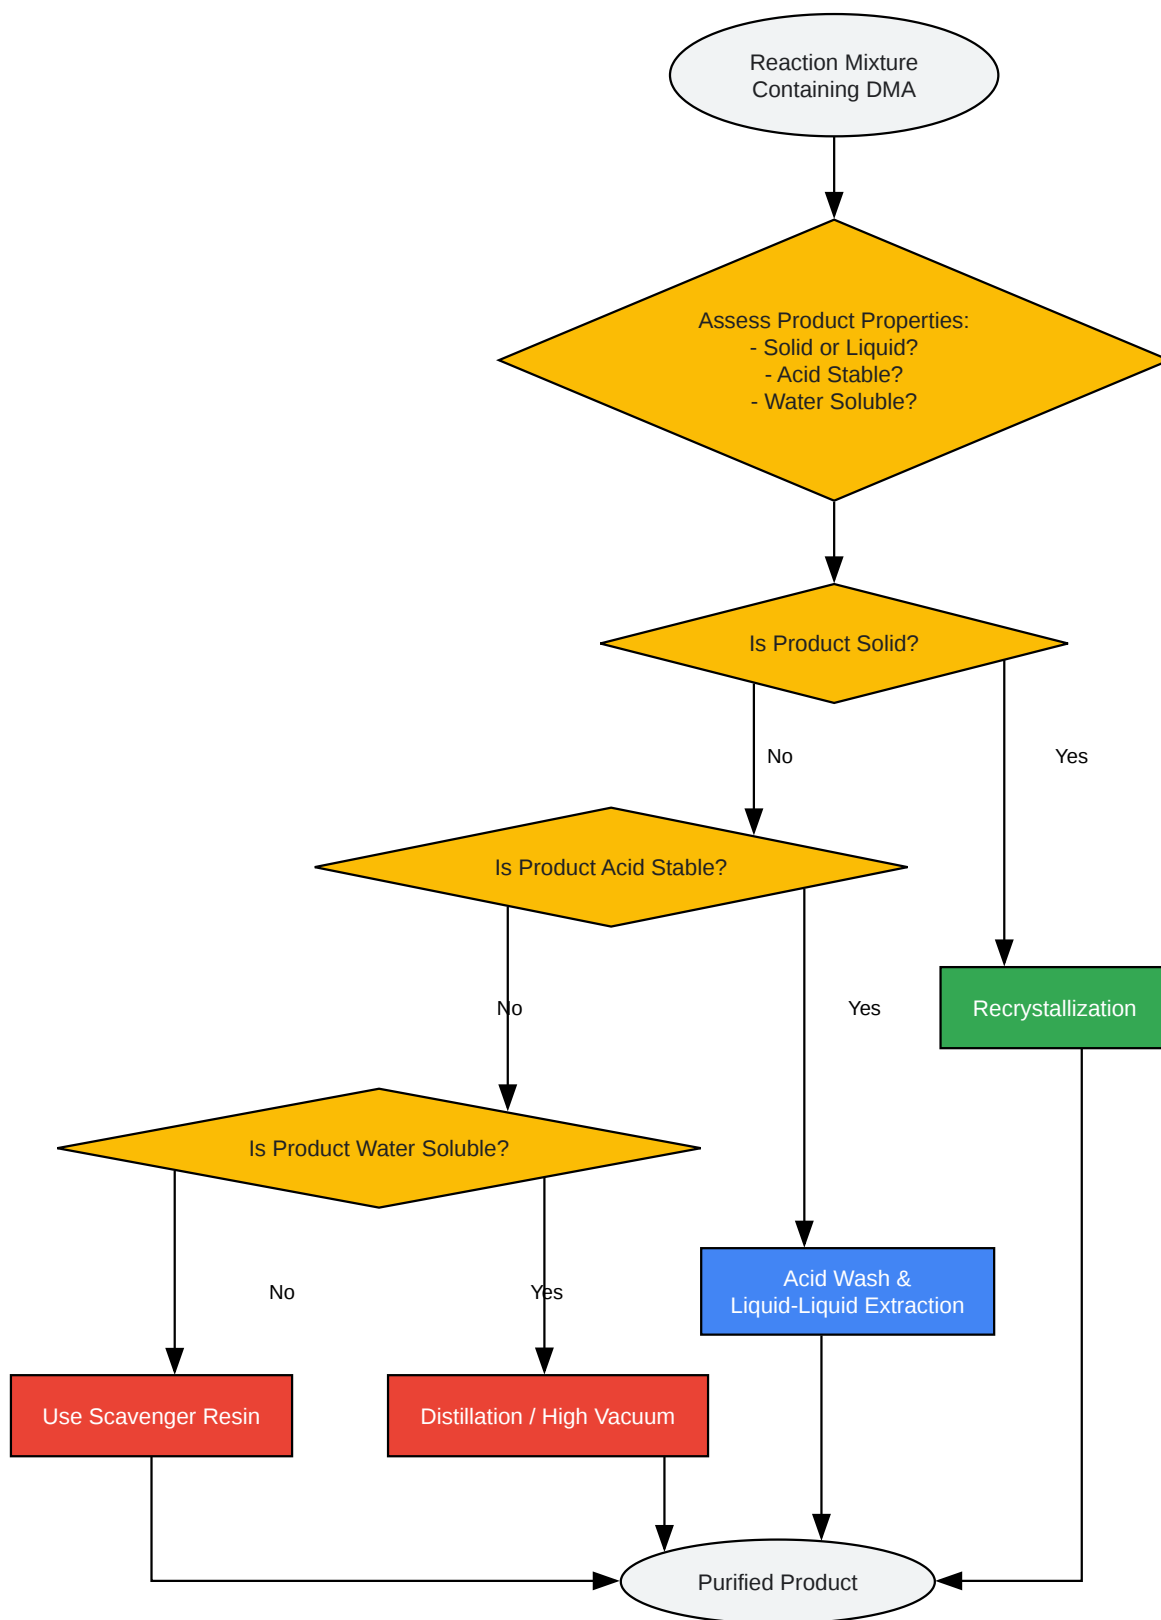 Reaction Mixture
Containing DMA
Assess Product Properties:
- Solid or Liquid?
- Acid Stable?
- Water Soluble?
Is Product Solid?
No
Yes
Is Product Acid Stable?
No
Yes
Recrystallization
Is Product Water Soluble?
No
Yes
Acid Wash &
Liquid-Liquid Extraction
Use Scavenger Resin
Distillation / High Vacuum
Purified Product